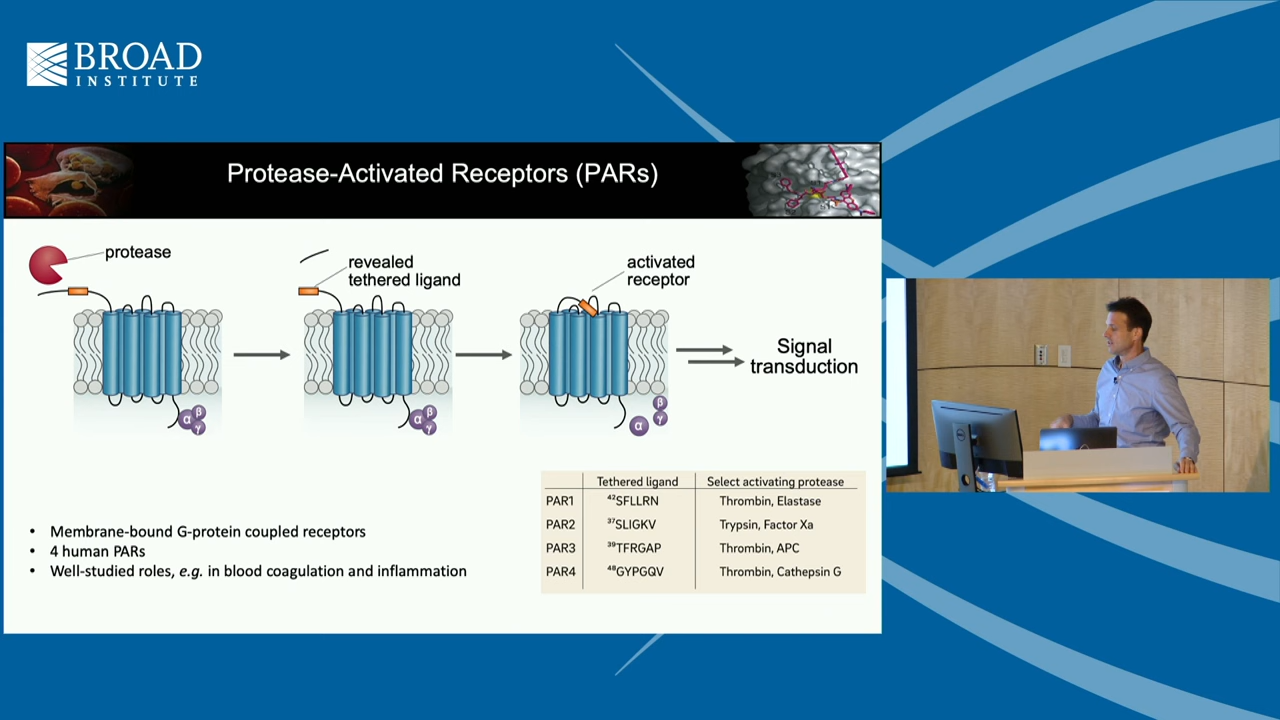 BROAD
INSTITUTE
Protease-Activated Receptors (PARs)
protease
revealed
tethered ligand
activated
receptor
α β
γ
α β
γ
α β
γ
Signal
transduction
• Membrane-bound G-protein coupled receptors
• 4 human PARs
• Well-studied roles, e.g. in blood coagulation and inflammation
Tethered ligand Select activating protease
PAR1 ⁴²SFLLRN Thrombin, Elastase
PAR2 ³⁷SLIGKV Trypsin, Factor Xa
PAR3 ³⁹TFRGAP Thrombin, APC
PAR4 ⁴⁸GYPGQV Thrombin, Cathepsin G